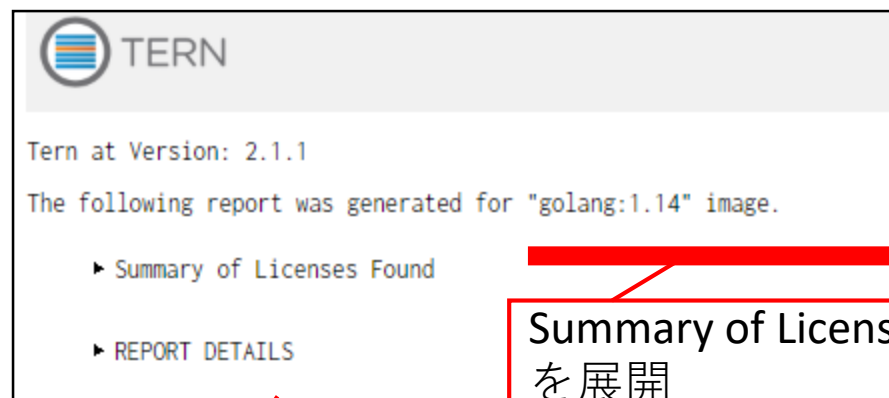 TERN
Tern at Version: 2.1.1
The following report was generated for "golang:1.14" image.
▶ Summary of Licenses Found
▶ REPORT DETAILS
Summary of
を展開